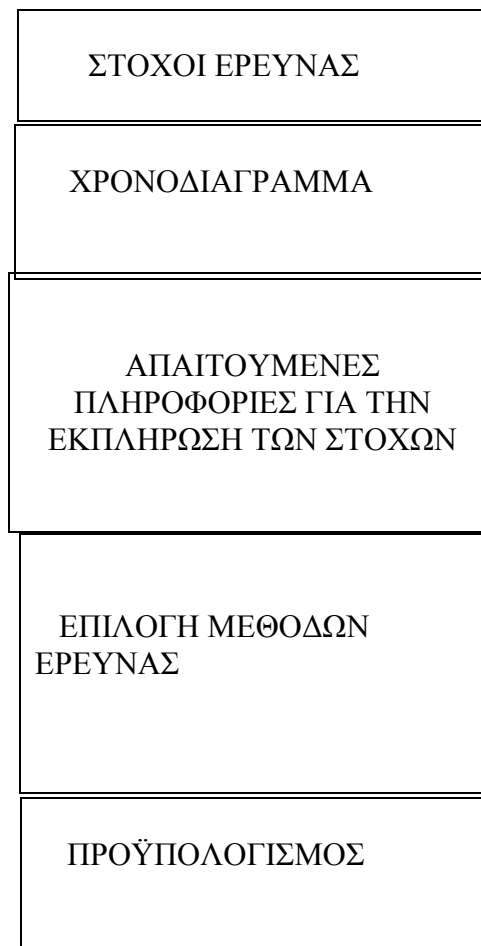 ΣΤΟΧΟΙ ΕΡΕΥΝΑΣ
ΧΡΟΝΟΔΙΑΓΡΑΜΜΑ
ΑΠΑΙΤΟΥΜΕΝΕΣ
ΠΛΗΡΟΦΟΡΙΕΣ ΓΙΑ ΤΗΝ
ΕΚΠΛΗΡΩΣΗ ΤΩΝ ΣΤΟΧΩΝ
ΕΠΙΛΟΓΗ ΜΕΘΟΔΩΝ
ΕΡΕΥΝΑΣ
ΠΡΟΫΠΟΛΟΓΙΣΜΟΣ